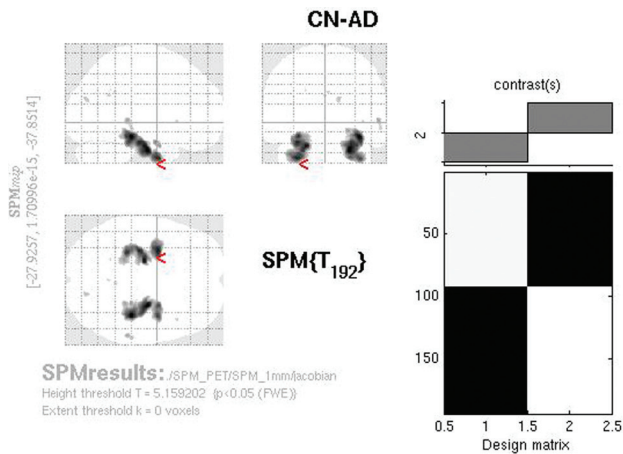 CN-AD
SPMmip
[-27.9257, 1.70996e-15, -37.8514]
<
<
<
SPM{T192}
contrast(s)
2
50
100
150
0.5 1 1.5 2 2.5
Design matrix
SPMresults: ./SPM_PET/SPM_1mm/jacobian
Height threshold T = 5.159202 {p<0.05 (FWE)}
Extent threshold k = 0 voxels